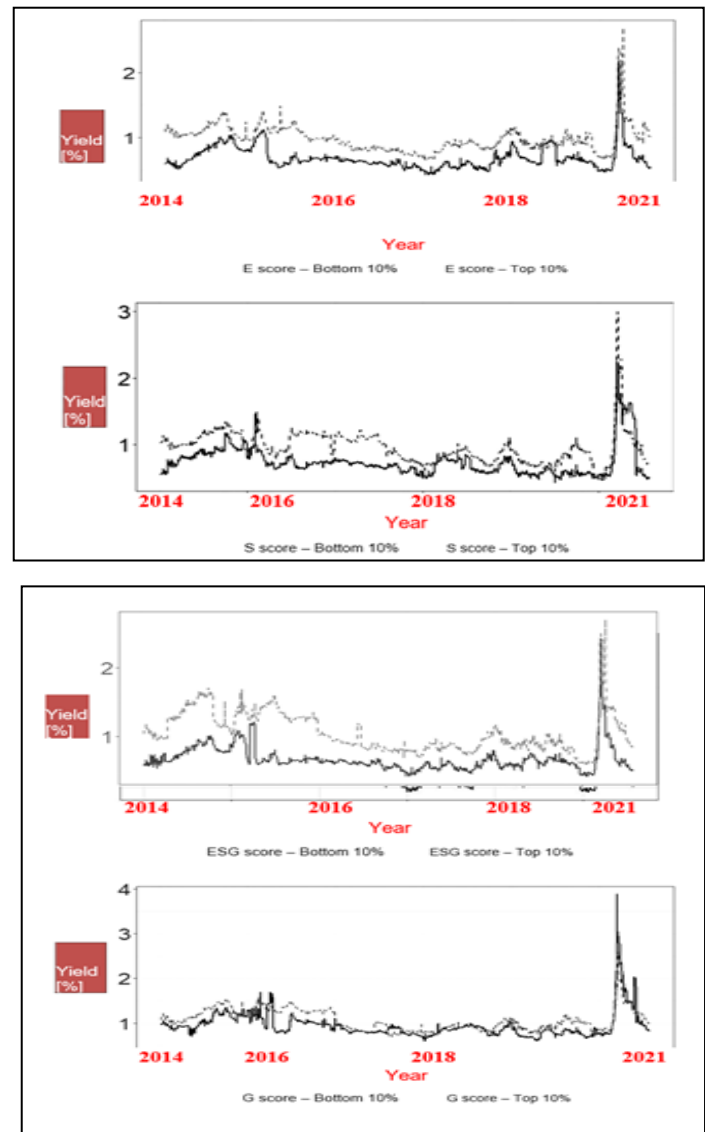 2
1
Yield
[%]
2014 2016 2018 2021
Year
E score – Bottom 10% E score – Top 10%
3
2
1
Yield
[%]
2014 2016 2018 2021
Year
S score – Bottom 10% S score – Top 10%
2
1
Yield
[%]
2014 2016 2018 2021
Year
ESG score – Bottom 10% ESG score – Top 10%
4
3
2
1
Yield
[%]
2014 2016 2018 2021
Year
G score – Bottom 10% G score – Top 10%